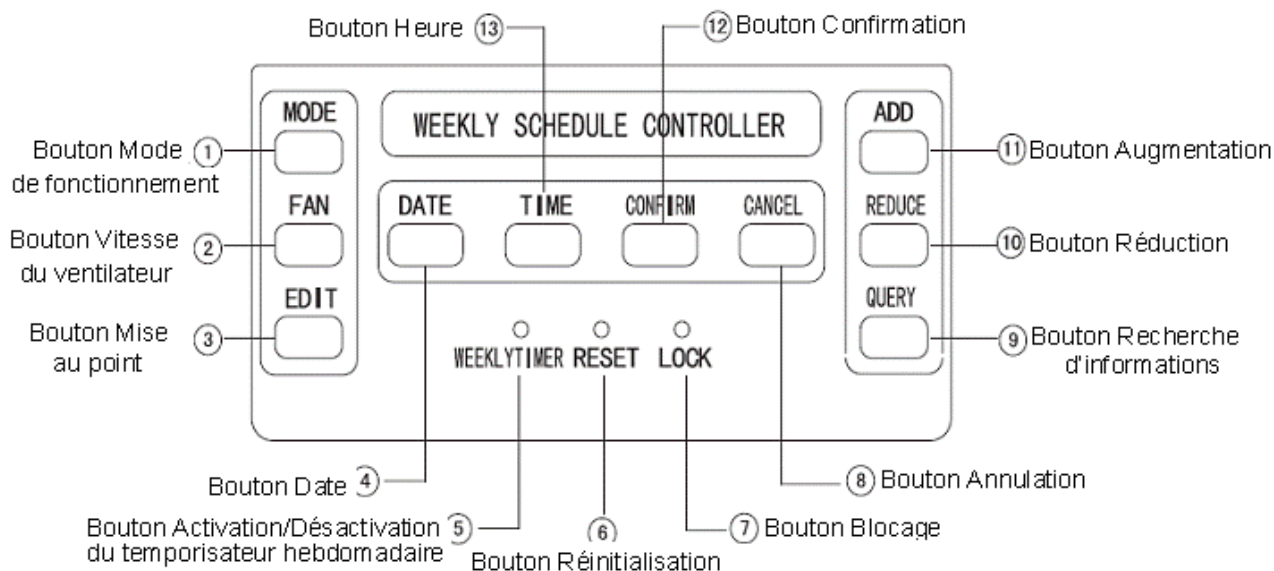 Bouton Heure 13
12 Bouton Confirmation
MODE
WEEKLY SCHEDULE CONTROLLER
ADD
Bouton Mode 1
de fonctionnement
11 Bouton Augmentation
FAN
DATE
TIME
CONFIRM
CANCEL
REDUCE
Bouton Vitesse
du ventilateur
2
10 Bouton Réduction
EDIT
QUERY
Bouton Mise
au point
3
9 Bouton Recherche
d'informations
WEEKLYTIMER RESET LOCK
Bouton Date 4
8 Bouton Annulation
Bouton Activation/Désactivation 5
du temporisateur hebdomadaire
6
Bouton Réinitialisation
7 Bouton Blocage